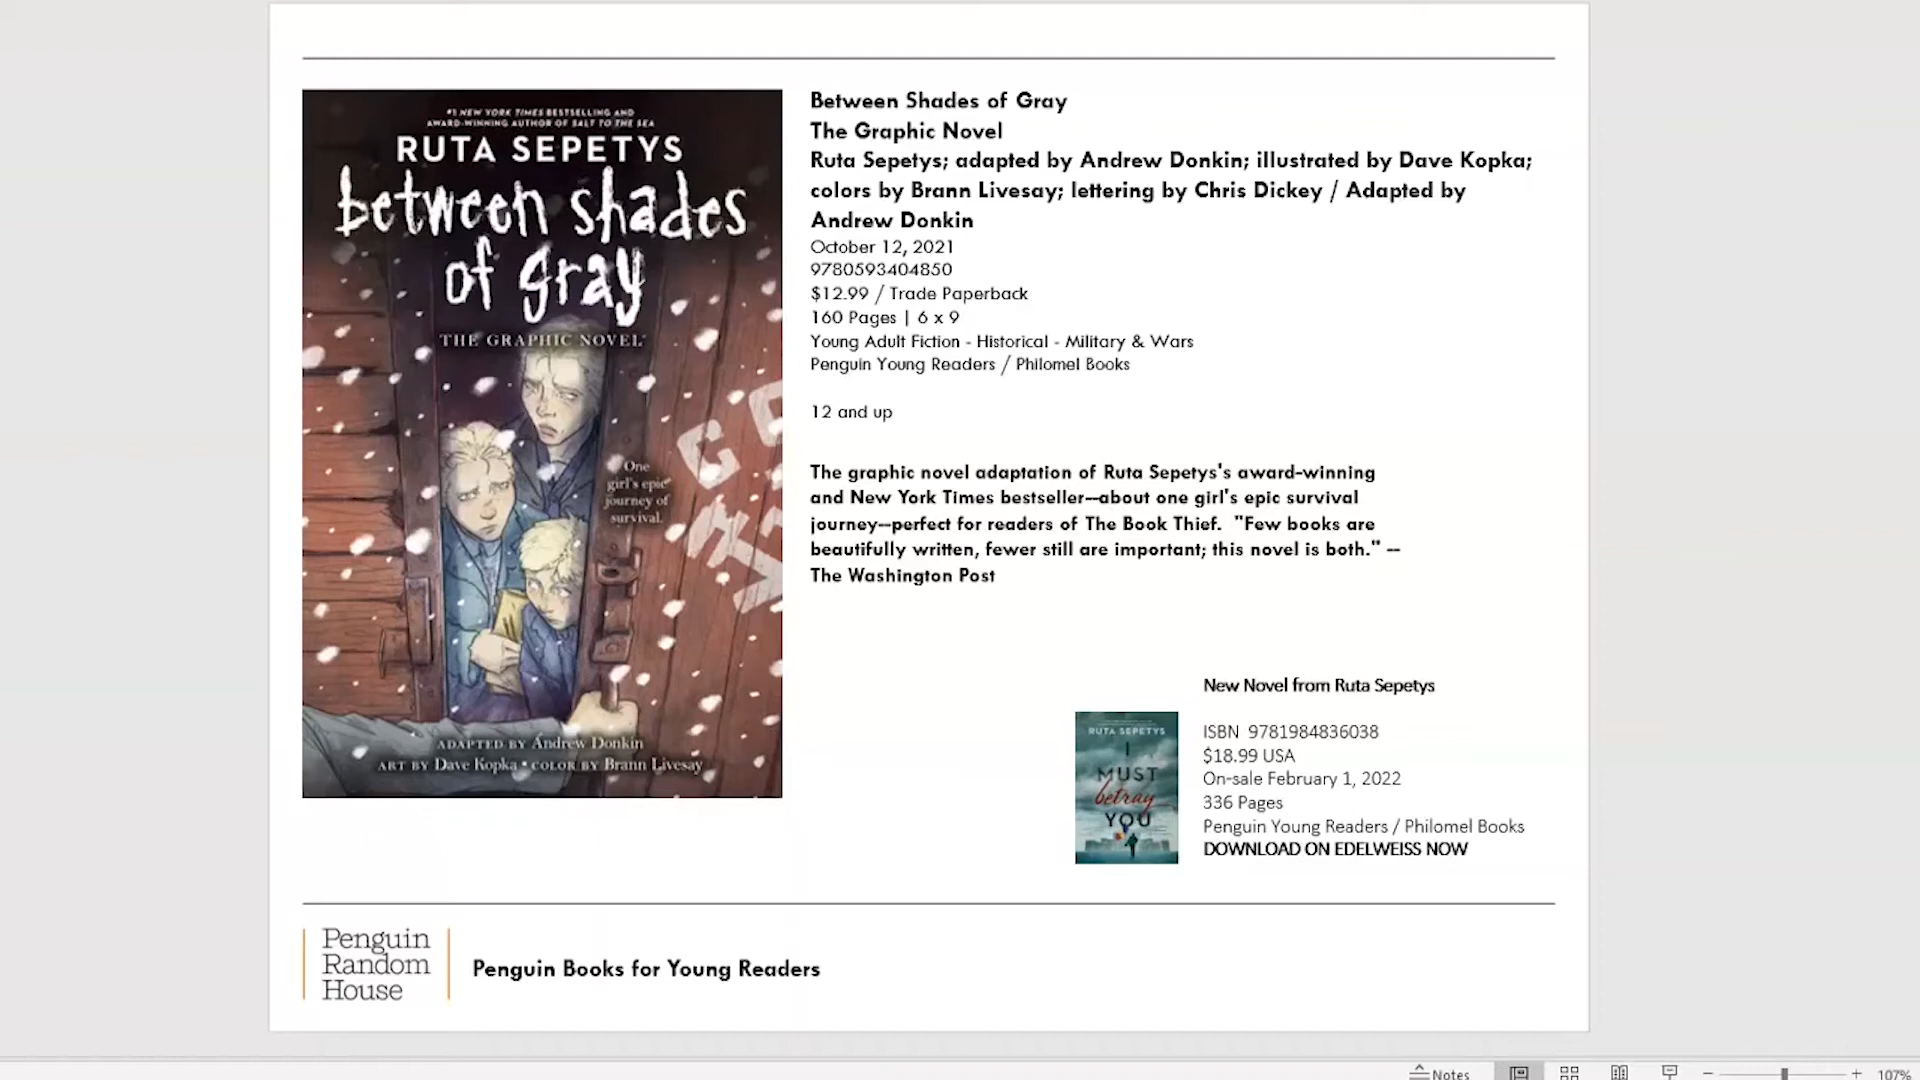 #1 NEW YORK TIMES BESTSELLING AND
AWARD-WINNING AUTHOR OF SALT TO THE SEA
RUTA SEPETYS
between shades
of gray
THE GRAPHIC NOVEL
One
girl's epic
journey of
survival.
ADAPTED BY Andrew Donkin
ART BY Dave Kopka • COLOR BY Brann Livesay
Between Shades of Gray
The Graphic Novel
Ruta Sepetys; adapted by Andrew Donkin; illustrated by Dave Kopka;
colors by Brann Livesay; lettering by Chris Dickey / Adapted by
Andrew Donkin
October 12, 2021
9780593404850
$12.99 / Trade Paperback
160 Pages | 6 x 9
Young Adult Fiction - Historical - Military & Wars
Penguin Young Readers / Philomel Books
12 and up
The graphic novel adaptation of Ruta Sepetys's award-winning
and New York Times bestseller--about one girl's epic survival
journey--perfect for readers of The Book Thief.  "Few books are
beautifully written, fewer still are important; this novel is both." --
The Washington Post
New Novel from Ruta Sepetys
RUTA SEPETYS
I
MUST
betray
YOU
ISBN  9781984836038
$18.99 USA
On-sale February 1, 2022
336 Pages
Penguin Young Readers / Philomel Books
DOWNLOAD ON EDELWEISS NOW
Penguin
Random
House
Penguin Books for Young Readers
Notes
107%